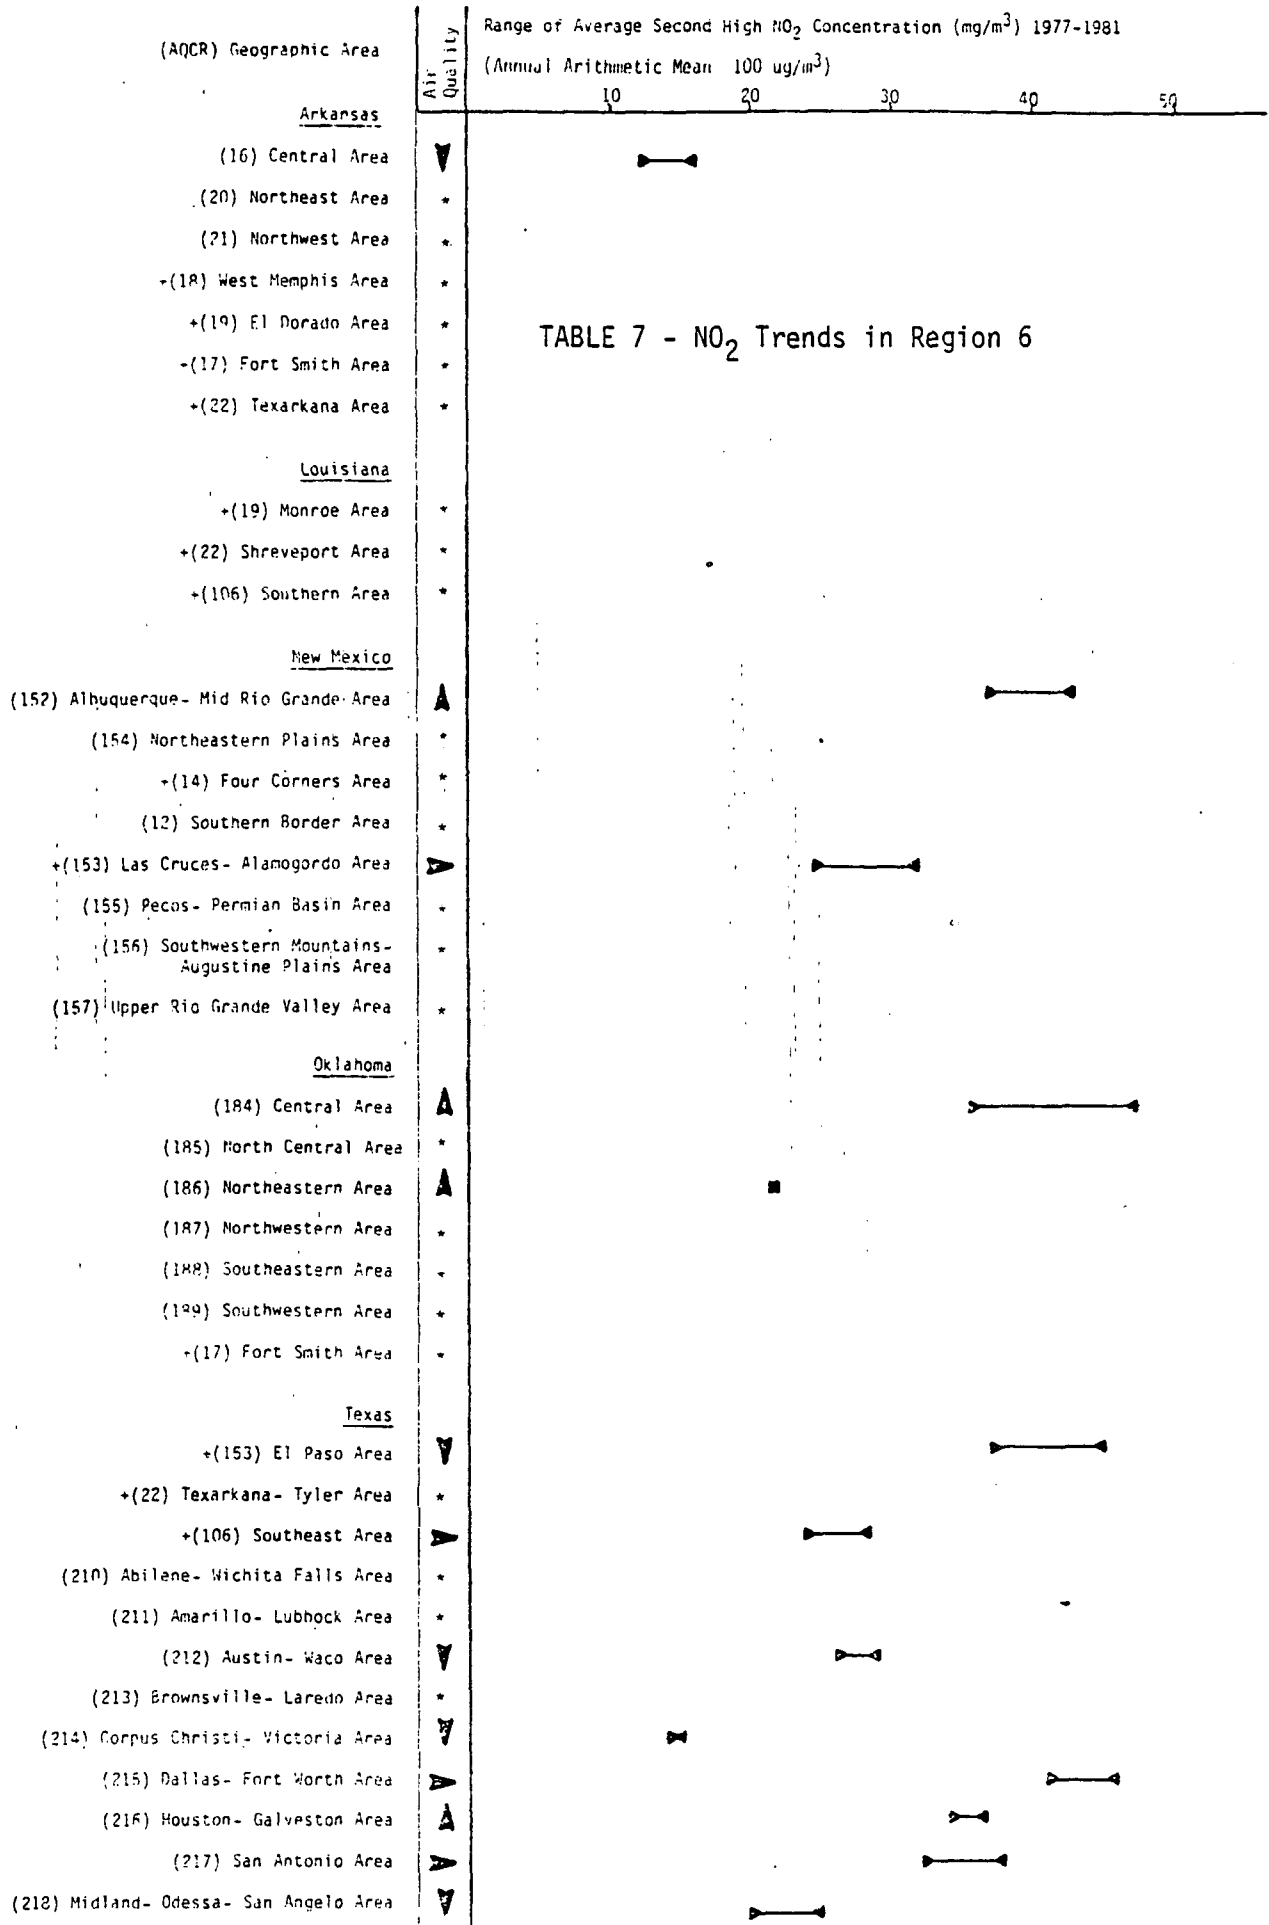 Range of Average Second High NO2 Concentration (mg/m3) 1977-1981
(AQCR) Geographic Area
Air Quality
(Annual Arithmetic Mean 100 ug/m3)
10 20 30 40 50
Arkansas
(16) Central Area
(20) Northeast Area *
(21) Northwest Area *
+(18) West Memphis Area *
+(19) El Dorado Area *
TABLE 7 - NO2 Trends in Region 6
+(17) Fort Smith Area *
+(22) Texarkana Area *
Louisiana
+(19) Monroe Area *
+(22) Shreveport Area *
+(106) Southern Area *
New Mexico
(152) Albuquerque- Mid Rio Grande Area
(154) Northeastern Plains Area *
+(14) Four Corners Area *
(12) Southern Border Area *
+(153) Las Cruces- Alamogordo Area
(155) Pecos- Permian Basin Area *
(156) Southwestern Mountains- *
Augustine Plains Area
(157) Upper Rio Grande Valley Area *
Oklahoma
(184) Central Area
(185) North Central Area *
(186) Northeastern Area
(187) Northwestern Area *
(188) Southeastern Area *
(189) Southwestern Area *
+(17) Fort Smith Area *
Texas
+(153) El Paso Area
+(22) Texarkana- Tyler Area *
+(106) Southeast Area
(210) Abilene- Wichita Falls Area *
(211) Amarillo- Lubbock Area *
(212) Austin- Waco Area
(213) Brownsville- Laredo Area *
(214) Corpus Christi- Victoria Area
(215) Dallas- Fort Worth Area
(216) Houston- Galveston Area
(217) San Antonio Area
(218) Midland- Odessa- San Angelo Area